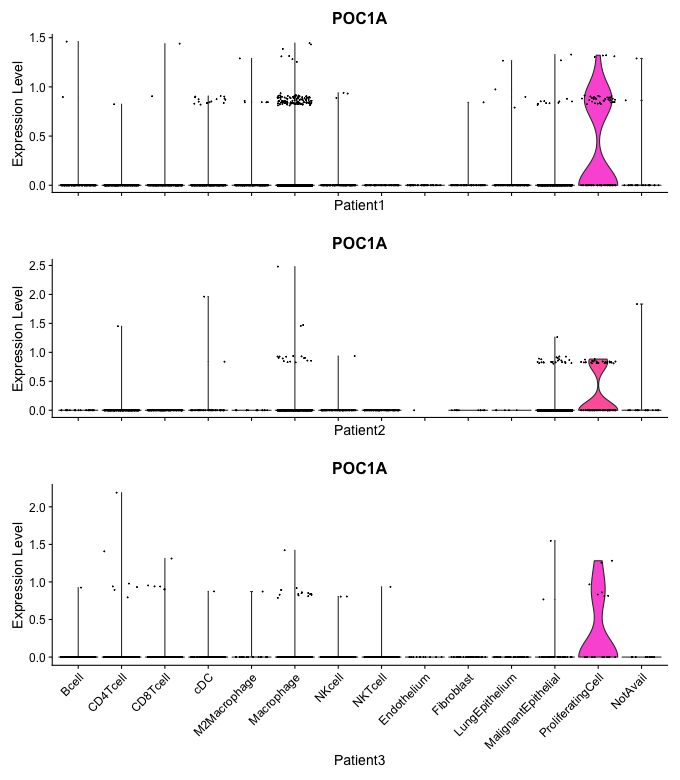 POC1A
Expression Level
1.5
1.0
0.5
0.0
Patient1
POC1A
Expression Level
2.5
2.0
1.5
1.0
0.5
0.0
Patient2
POC1A
Expression Level
2.0
1.5
1.0
0.5
0.0
Bcell
CD4Tcell
CD8Tcell
cDC
M2Macrophage
Macrophage
NKcell
NKTcell
Endothelium
Fibroblast
LungEpithelium
MalignantEpithelial
ProliferatingCell
NotAvail
Patient3